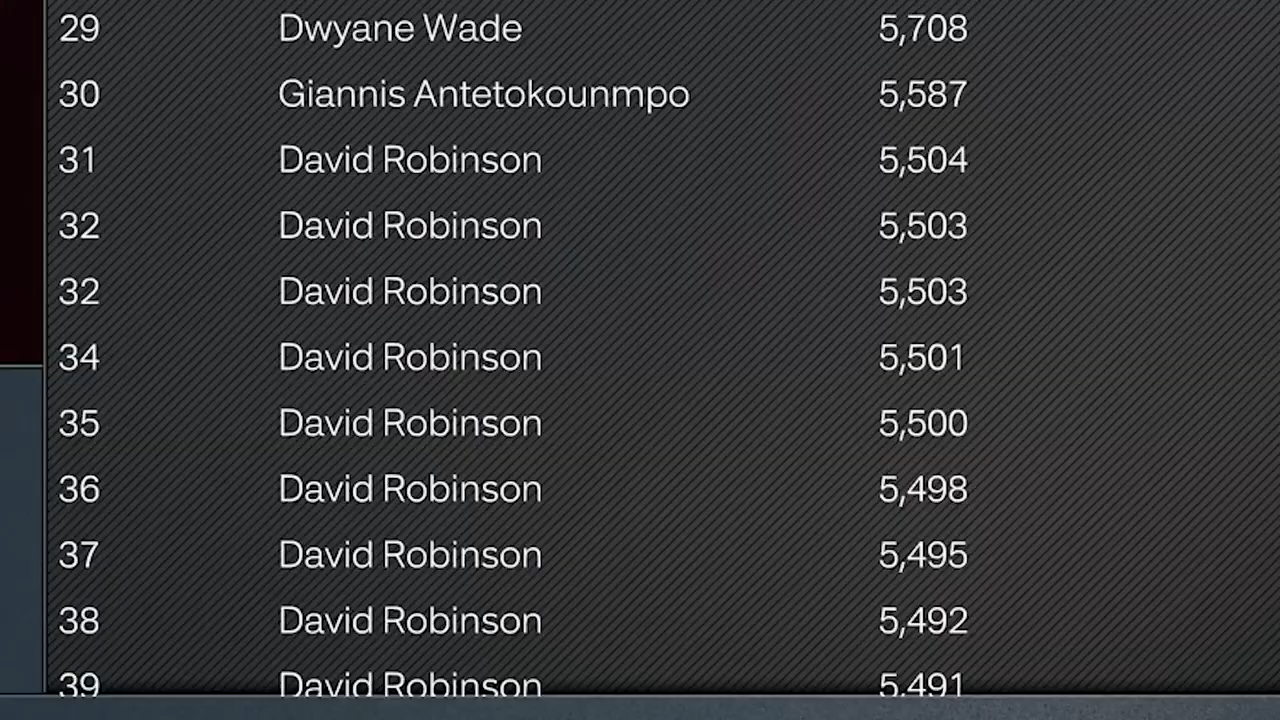 29 Dwyane Wade 5,708
30 Giannis Antetokounmpo 5,587
31 David Robinson 5,504
32 David Robinson 5,503
32 David Robinson 5,503
34 David Robinson 5,501
35 David Robinson 5,500
36 David Robinson 5,498
37 David Robinson 5,495
38 David Robinson 5,492
39 David Robinson 5,491